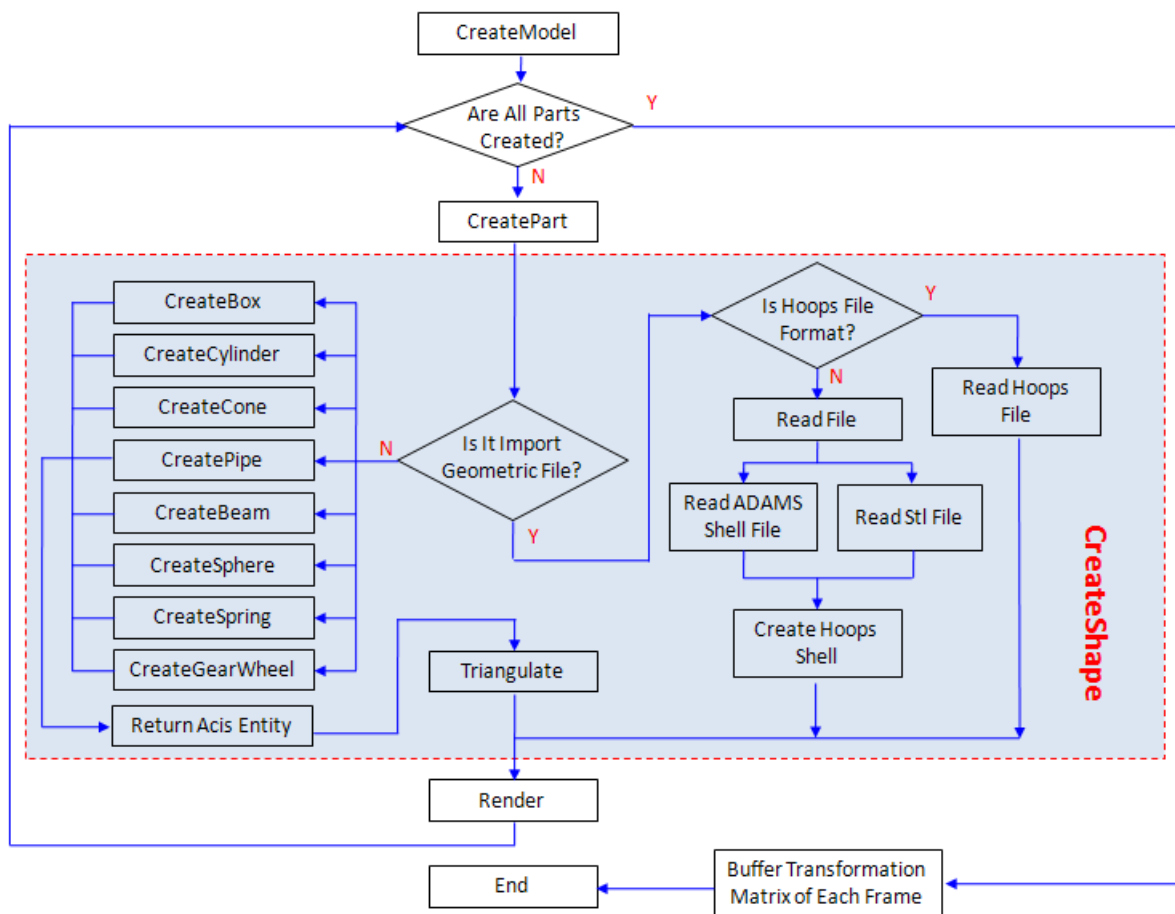 CreateModel
Are All Parts
Created?
Y
N
CreatePart
CreateBox
CreateCylinder
CreateCone
CreatePipe
CreateBeam
CreateSphere
CreateSpring
CreateGearWheel
Return Acis Entity
N
Is It Import
Geometric File?
Y
Triangulate
Is Hoops File
Format?
Y
N
Read File
Read Hoops
File
Read ADAMS
Shell File
Read Stl File
Create Hoops
Shell
CreateShape
Render
End
Buffer Transformation
Matrix of Each Frame